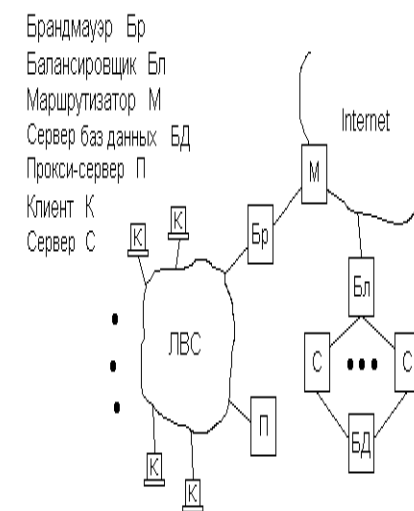 Брандмауэр Бр
Балансировщик Бл
Маршрутизатор М
Сервер баз данных БД
Прокси-сервер П
Клиент К
Сервер С
Internet
М
К
К
Бр
Бл
ЛВС
С
С
П
БД
К
К